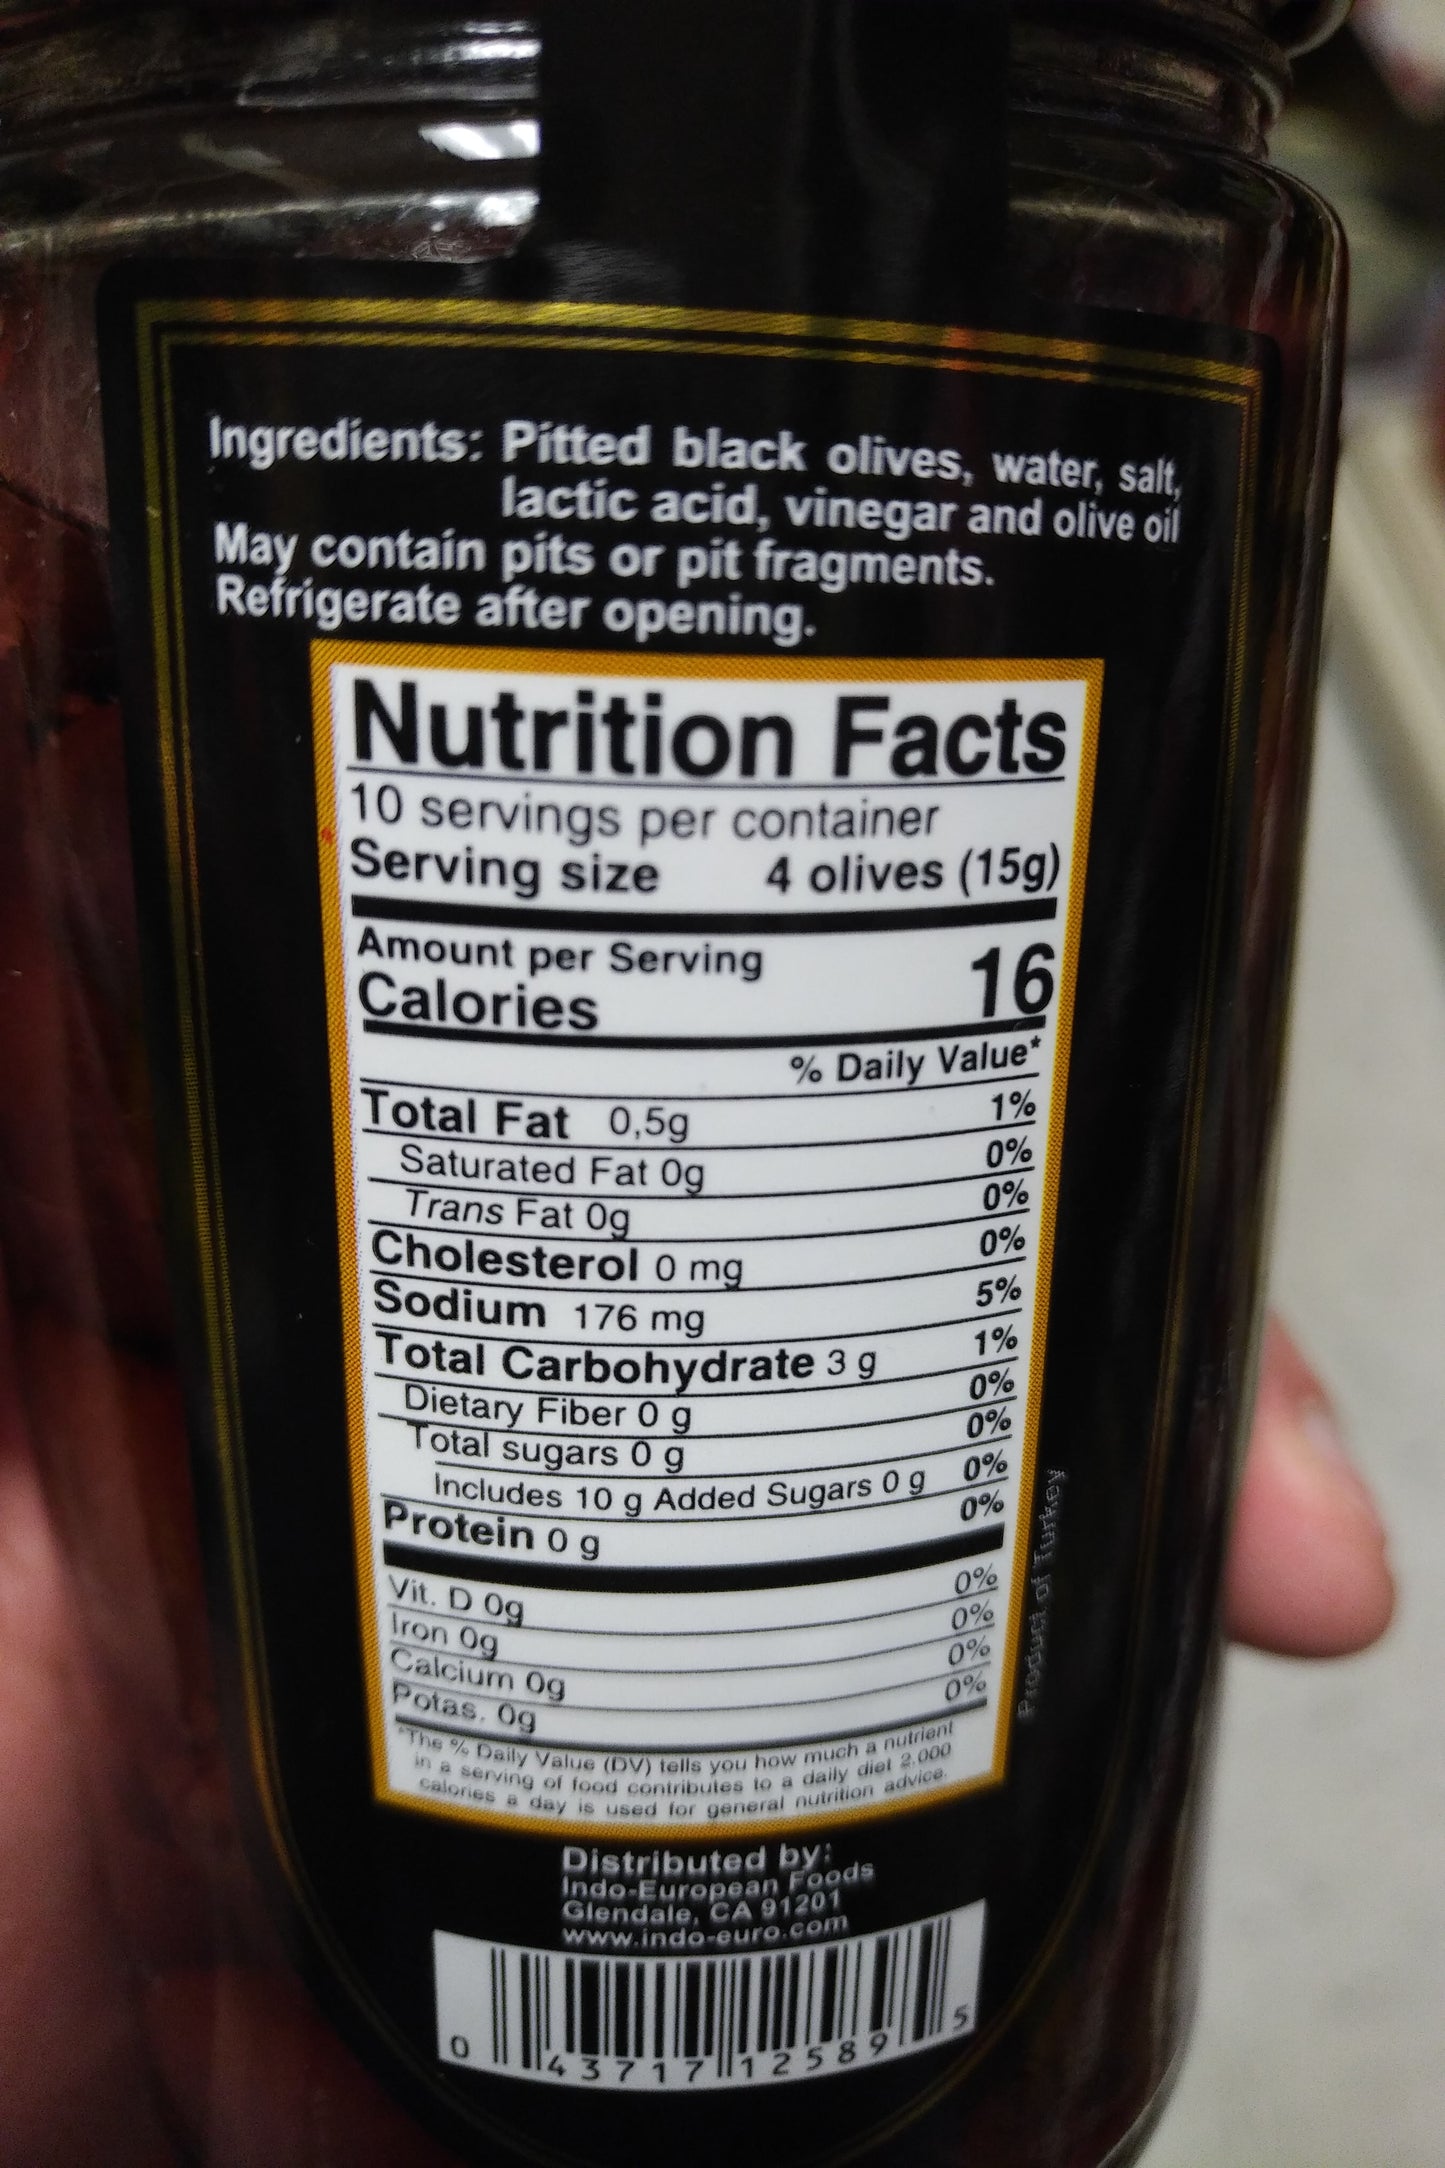 Ingredients: Pitted black olives, water, salt,
lactic acid, vinegar and olive oil
May contain pits or pit fragments.
Refrigerate after opening.
Nutrition Facts
10 servings per container
Serving size 4 olives (15g)
Amount per Serving
Calories 16
% Daily Value*
Total Fat 0,5g 1%
Saturated Fat 0g 0%
Trans Fat 0g 0%
Cholesterol 0 mg 0%
Sodium 176 mg 5%
Total Carbohydrate 3 g 1%
Dietary Fiber 0 g 0%
Total sugars 0 g 0%
Includes 10 g Added Sugars 0 g 0%
Protein 0 g 0%
Vit. D 0g 0%
Iron 0g 0%
Calcium 0g 0%
Potas. 0g 0%
*The % Daily Value (DV) tells you how much a nutrient
in a serving of food contributes to a daily diet 2,000
calories a day is used for general nutrition advice.
Product of Turkey
Distributed by:
Indo-European Foods
Glendale, CA 91201
www.indo-euro.com
0 43717 12589 5